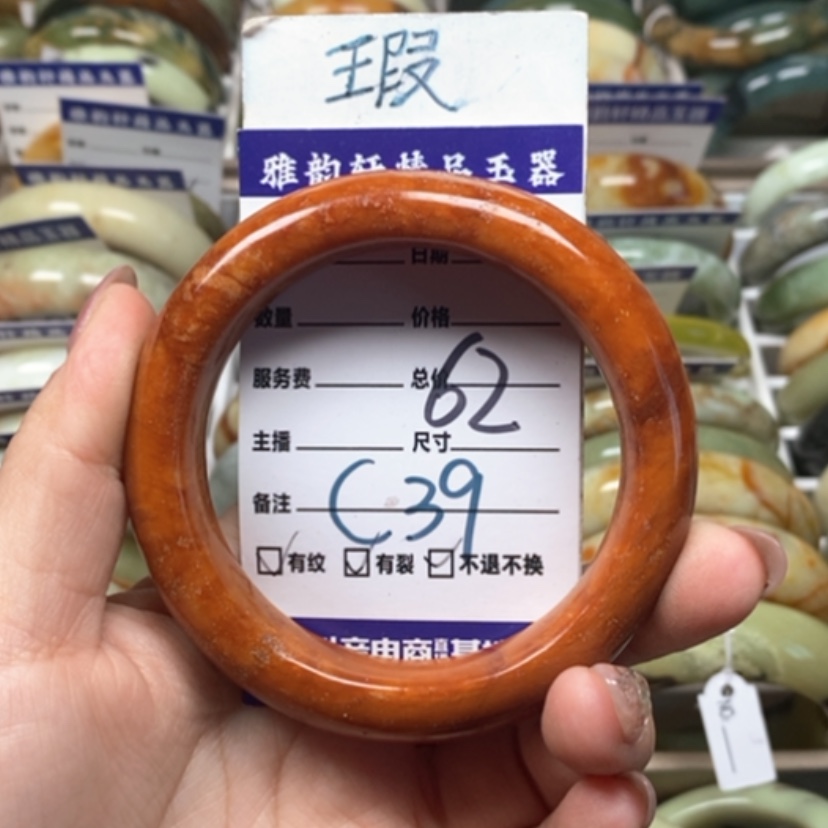 瑕
雅韵轩精品玉器
日期
数量 价格
服务费 总价 62
主播 尺寸
备注 C39
有纹 有裂 不退不换